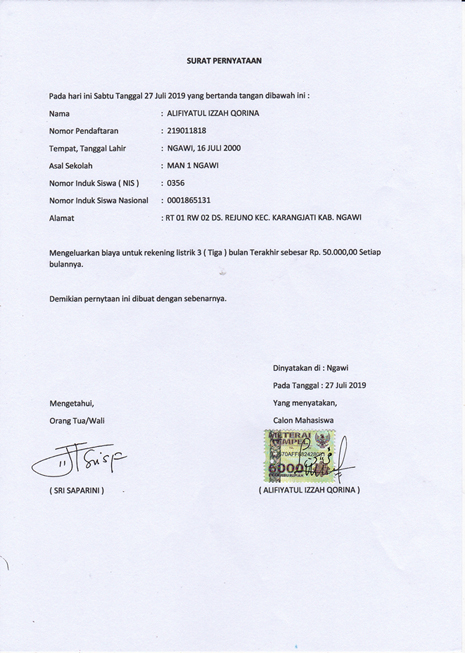 SURAT PERNYATAAN
Pada hari ini Sabtu Tanggal 27 Juli 2019 yang bertanda tangan dibawah ini :
Nama : ALIFIYATUL IZZAH QORINA
Nomor Pendaftaran : 219011818
Tempat, Tanggal Lahir : NGAWI, 16 JULI 2000
Asal Sekolah : MAN 1 NGAWI
Nomor Induk Siswa ( NIS ) : 0356
Nomor Induk Siswa Nasional : 0001865131
Alamat : RT 01 RW 02 DS. REJUNO KEC. KARANGJATI KAB. NGAWI
Mengeluarkan biaya untuk rekening listrik 3 ( Tiga ) bulan Terakhir sebesar Rp. 50.000,00 Setiap
bulannya.
Demikian pernytaan ini dibuat dengan sebenarnya.
Dinyatakan di : Ngawi
Pada Tanggal : 27 Juli 2019
Mengetahui, Yang menyatakan,
Orang Tua/Wali Calon Mahasiswa
METERAI
TEMPEL
6000
( SRI SAPARINI ) ( ALIFIYATUL IZZAH QORINA )